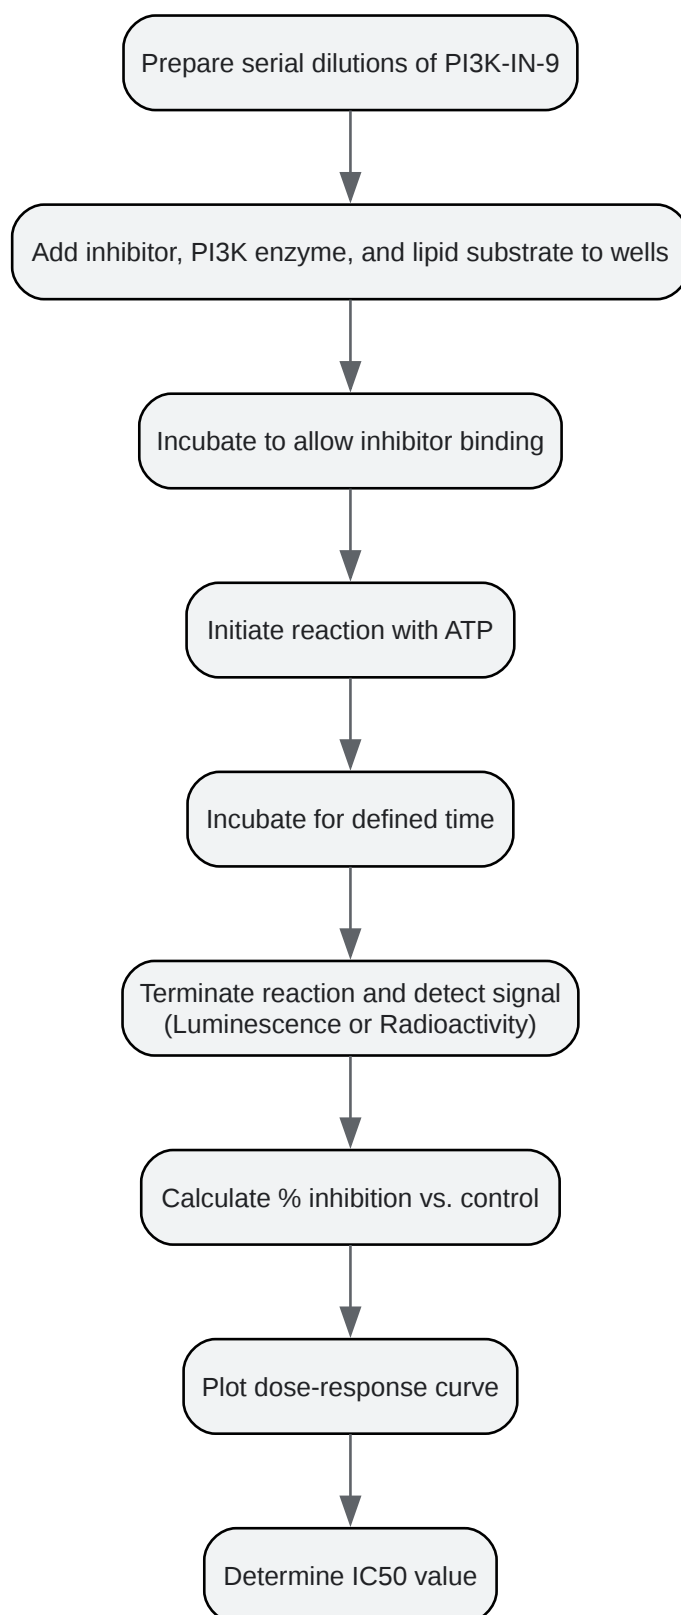 Prepare serial dilutions of PI3K-IN-9
Add inhibitor, PI3K enzyme, and lipid substrate to wells
Incubate to allow inhibitor binding
Initiate reaction with ATP
Incubate for defined time
Terminate reaction and detect signal
(Luminescence or Radioactivity)
Calculate % inhibition vs. control
Plot dose-response curve
Determine IC50 value